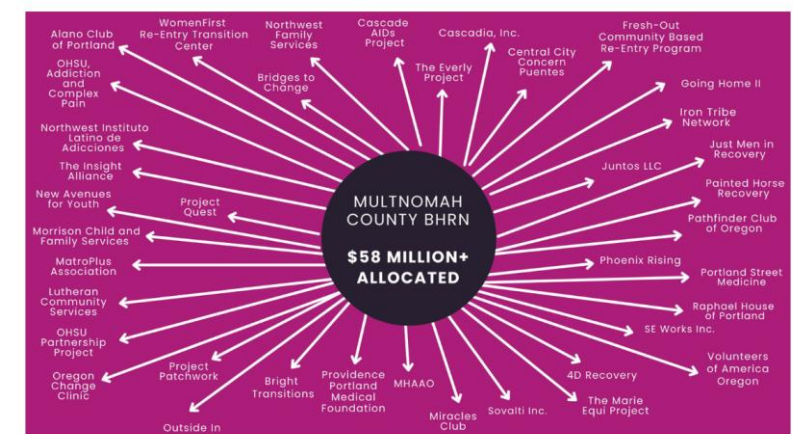 Alano Club
of Portland
WomenFirst
Re-Entry Transition
Center
Northwest
Family
Services
Cascade
AIDs
Project
Cascadia, Inc.
Fresh-Out
Community Based
Re-Entry Program
OHSU,
Addiction
and
Complex
Pain
Bridges to
Change
The Everly
Project
Central City
Concern
Puentes
Going Home II
Iron Tribe
Network
Northwest Instituto
Latino de
Adicciones
Just Men in
Recovery
The Insight
Alliance
Juntos LLC
New Avenues
for Youth
Project
Quest
Painted Horse
Recovery
MULTNOMAH
COUNTY BHRN
$58 MILLION+
ALLOCATED
Morrison Child and
Family Services
Pathfinder Club
of Oregon
MatroPlus
Association
Phoenix Rising
Portland Street
Medicine
Lutheran
Community
Services
Raphael House
of Portland
SE Works Inc.
OHSU
Partnership
Project
Volunteers
of America
Oregon
Oregon
Change
Clinic
Project
Patchwork
Bright
Transitions
Providence
Portland
Medical
Foundation
MHAAO
4D Recovery
The Marie
Equi Project
Outside In
Miracles
Club
Sovalti Inc.